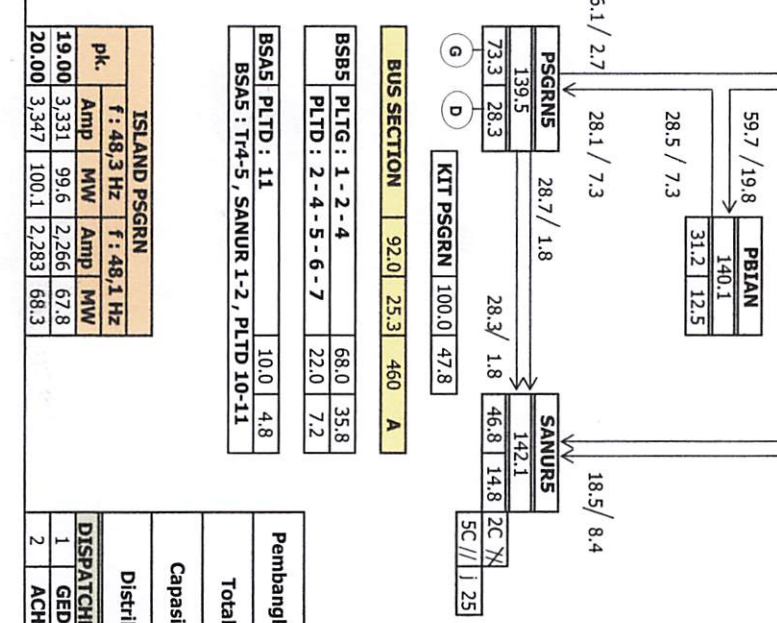 6.1/ 2.7
59.7 / 19.8
PBIAN
140.1
31.2 12.5
28.5 / 7.3
28.1 / 7.3
PSGRN5
139.5
73.3 28.3
G D
28.7/ 1.8
28.3/ 1.8
SANUR5
142.1
46.8 14.8
18.5/ 8.4
2C //
5C // j 25
KIT PSGRN 100.0 47.8
BUS SECTION 92.0 25.3 460 A
BSB5 PLTG : 1 - 2 - 4 68.0 35.8
PLTD : 2 - 4 - 5 - 6 - 7 22.0 7.2
BSA5 PLTD : 11 10.0 4.8
BSA5 : Tr4-5 , SANUR 1-2 , PLTD 10-11
ISLAND PSGRN
pk. f : 48,3 Hz f : 48,1 Hz
Amp MW Amp MW
19.00 3,331 99.6 2,266 67.8
20.00 3,347 100.1 2,283 68.3
Pembangl
Total
Capasi
Distril
DISPATCH
1 GED
2 ACH